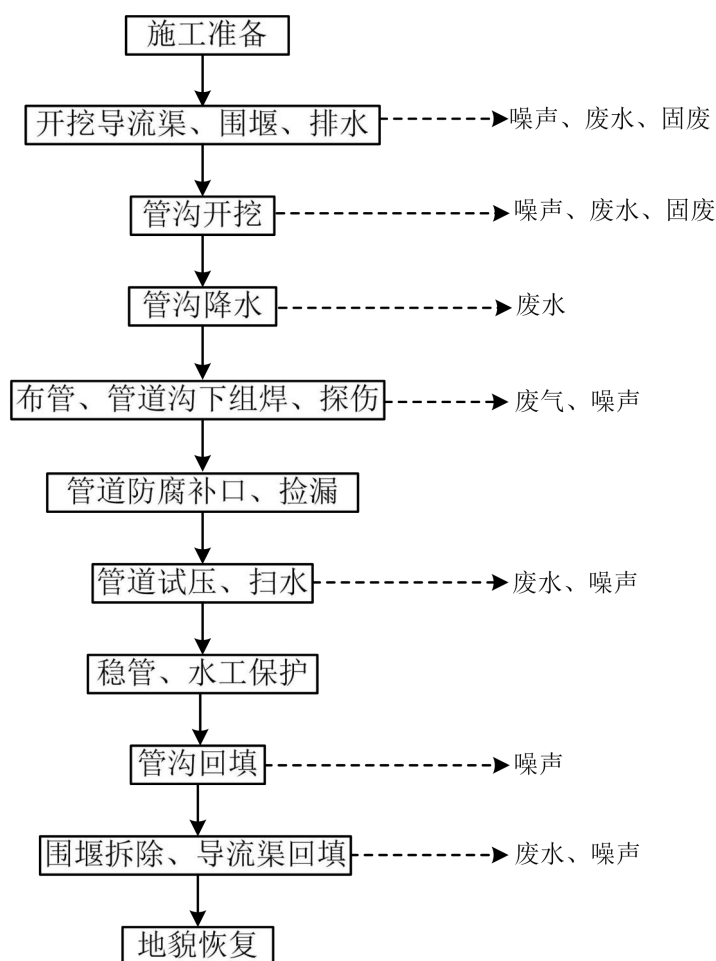 施工准备
开挖导流渠、围堰、排水 噪声、废水、固废
管沟开挖 噪声、废水、固废
管沟降水 废水
布管、管道沟下组焊、探伤 废气、噪声
管道防腐补口、捡漏
管道试压、扫水 废水、噪声
稳管、水工保护
管沟回填 噪声
围堰拆除、导流渠回填 废水、噪声
地貌恢复